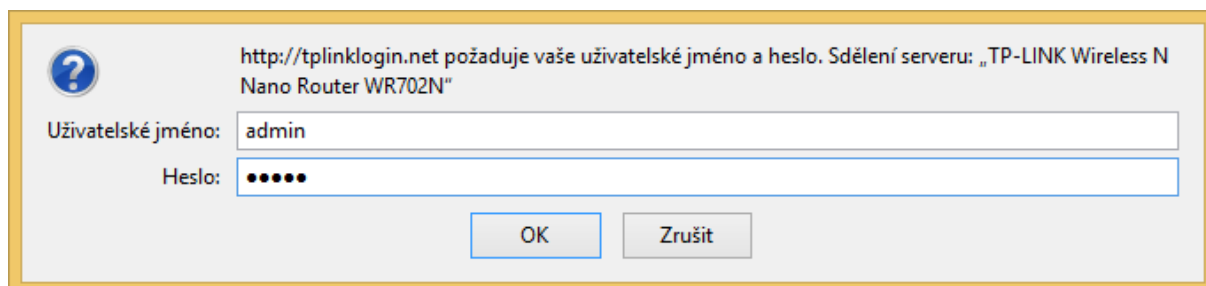 http://tplinklogin.net požaduje vaše uživatelské jméno a heslo. Sdělení serveru: „TP-LINK Wireless N
Nano Router WR702N“
Uživatelské jméno: admin
Heslo: •••••
OK Zrušit